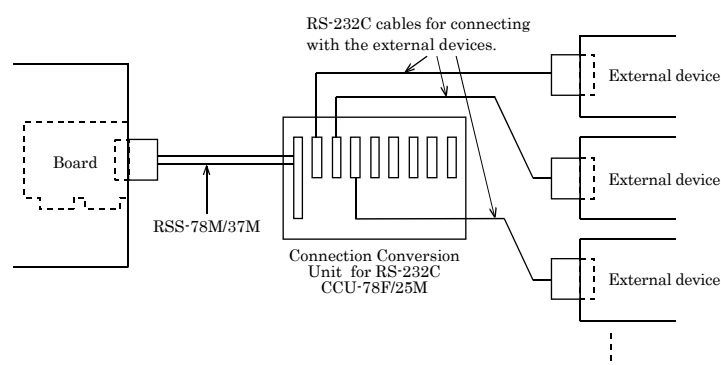 RS-232C cables for connecting
with the external devices.
External device
Board
External device
RSS-78M/37M
Connection Conversion
Unit for RS-232C
CCU-78F/25M
External device